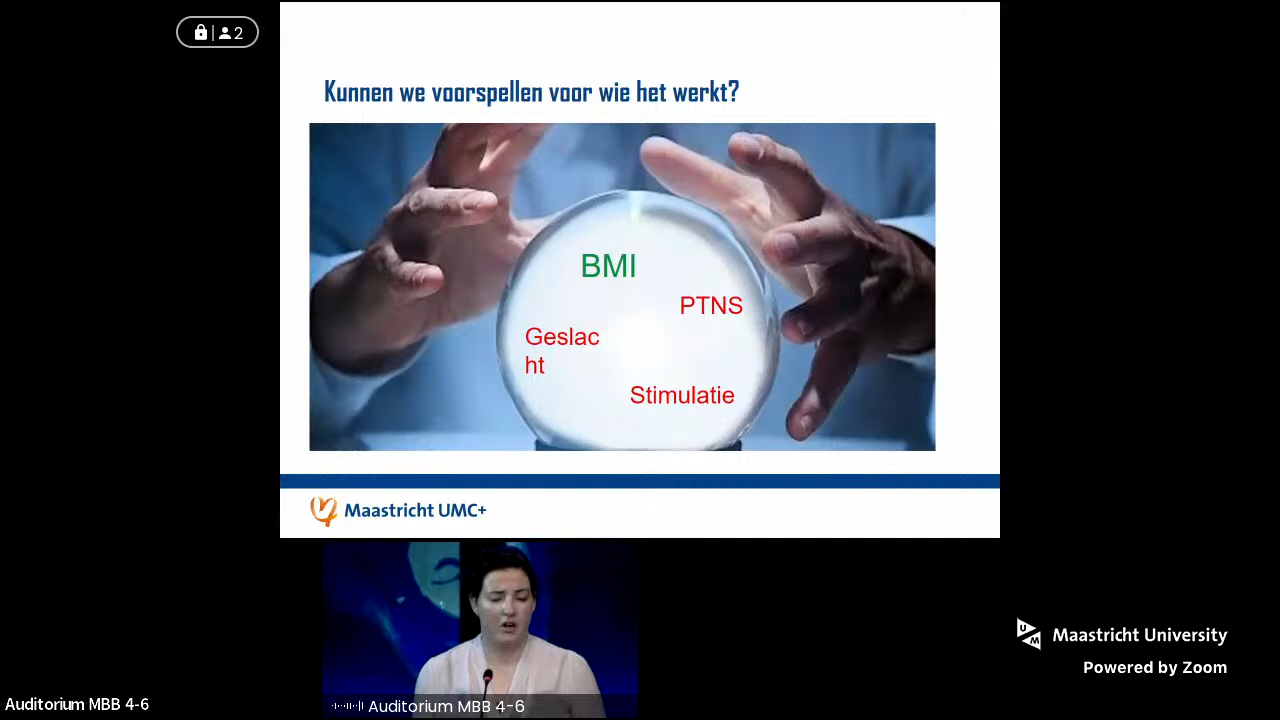 2
Kunnen we voorspellen voor wie het werkt?
BMI
PTNS
Geslac
ht
Stimulatie
Maastricht UMC+
UM
Maastricht University
Powered by Zoom
Auditorium MBB 4-6
Auditorium MBB 4-6